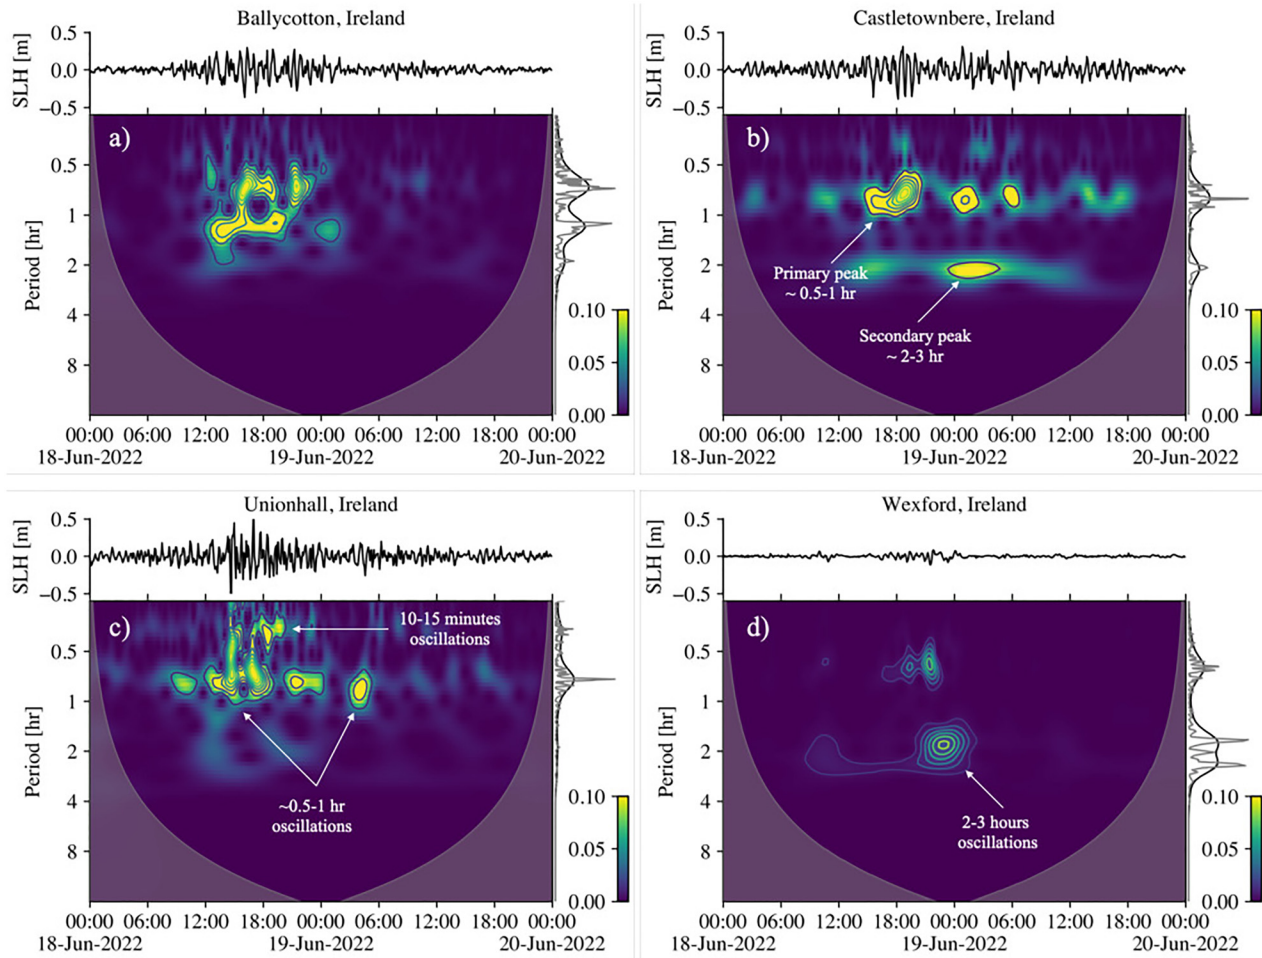 Ballycotton, Ireland
SLH [m]
0.5
0.0
−0.5
a)
Period [hr]
0.5
1
2
4
8
0.10
0.05
0.00
00:00 06:00 12:00 18:00 00:00 06:00 12:00 18:00 00:00
18-Jun-2022 19-Jun-2022 20-Jun-2022
Castletownbere, Ireland
SLH [m]
0.5
0.0
−0.5
b)
Period [hr]
0.5
1
2
4
8
Primary peak
~ 0.5-1 hr
Secondary peak
~ 2-3 hr
0.10
0.05
0.00
00:00 06:00 12:00 18:00 00:00 06:00 12:00 18:00 00:00
18-Jun-2022 19-Jun-2022 20-Jun-2022
Unionhall, Ireland
SLH [m]
0.5
0.0
−0.5
c)
Period [hr]
0.5
1
2
4
8
10-15 minutes
oscillations
~0.5-1 hr
oscillations
0.10
0.05
0.00
00:00 06:00 12:00 18:00 00:00 06:00 12:00 18:00 00:00
18-Jun-2022 19-Jun-2022 20-Jun-2022
Wexford, Ireland
SLH [m]
0.5
0.0
−0.5
d)
Period [hr]
0.5
1
2
4
8
2-3 hours
oscillations
0.10
0.05
0.00
00:00 06:00 12:00 18:00 00:00 06:00 12:00 18:00 00:00
18-Jun-2022 19-Jun-2022 20-Jun-2022